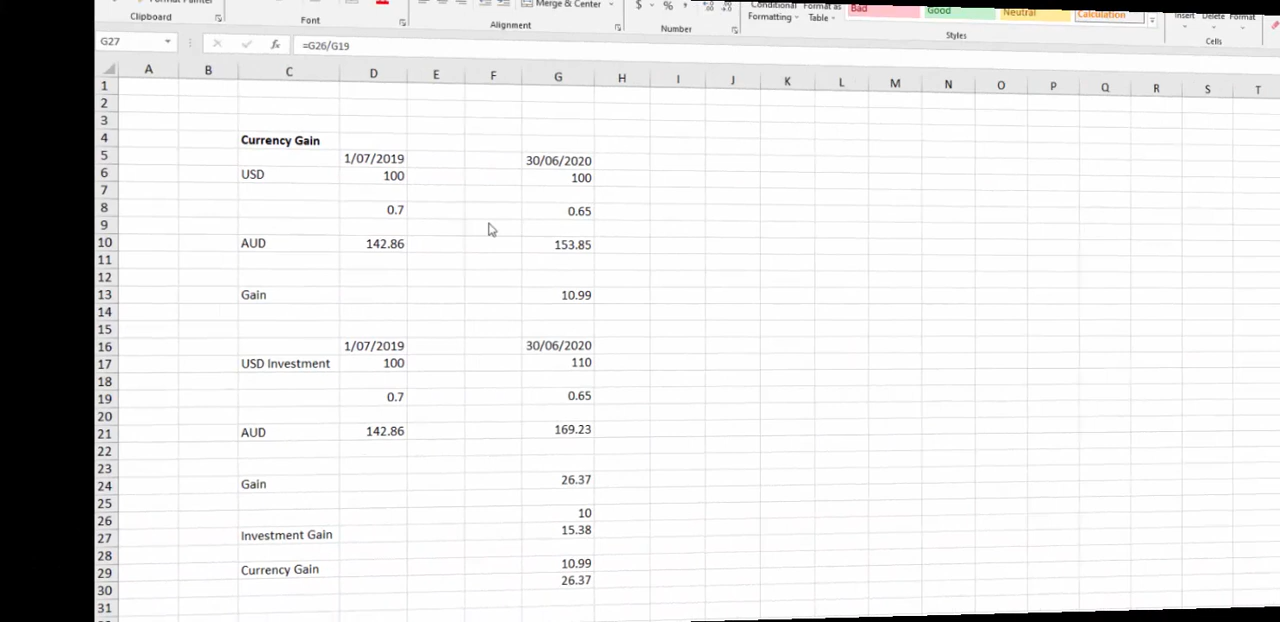 Merge & Center $ % ,
Conditional Format as Bad Good Neutral Calculation Insert Delete Format
Formatting Table
Clipboard Font Alignment Number Styles Cells
G27 fx =G26/G19
A B C D E F G H I J K L M N O P Q R S T
1
2
3
4 Currency Gain
5 1/07/2019 30/06/2020
6 USD 100 100
7
8 0.7 0.65
9
10 AUD 142.86 153.85
11
12
13 Gain 10.99
14
15
16 1/07/2019 30/06/2020
17 USD Investment 100 110
18
19 0.7 0.65
20
21 AUD 142.86 169.23
22
23
24 Gain 26.37
25
26 10
27 Investment Gain 15.38
28
29 Currency Gain 10.99
30 26.37
31